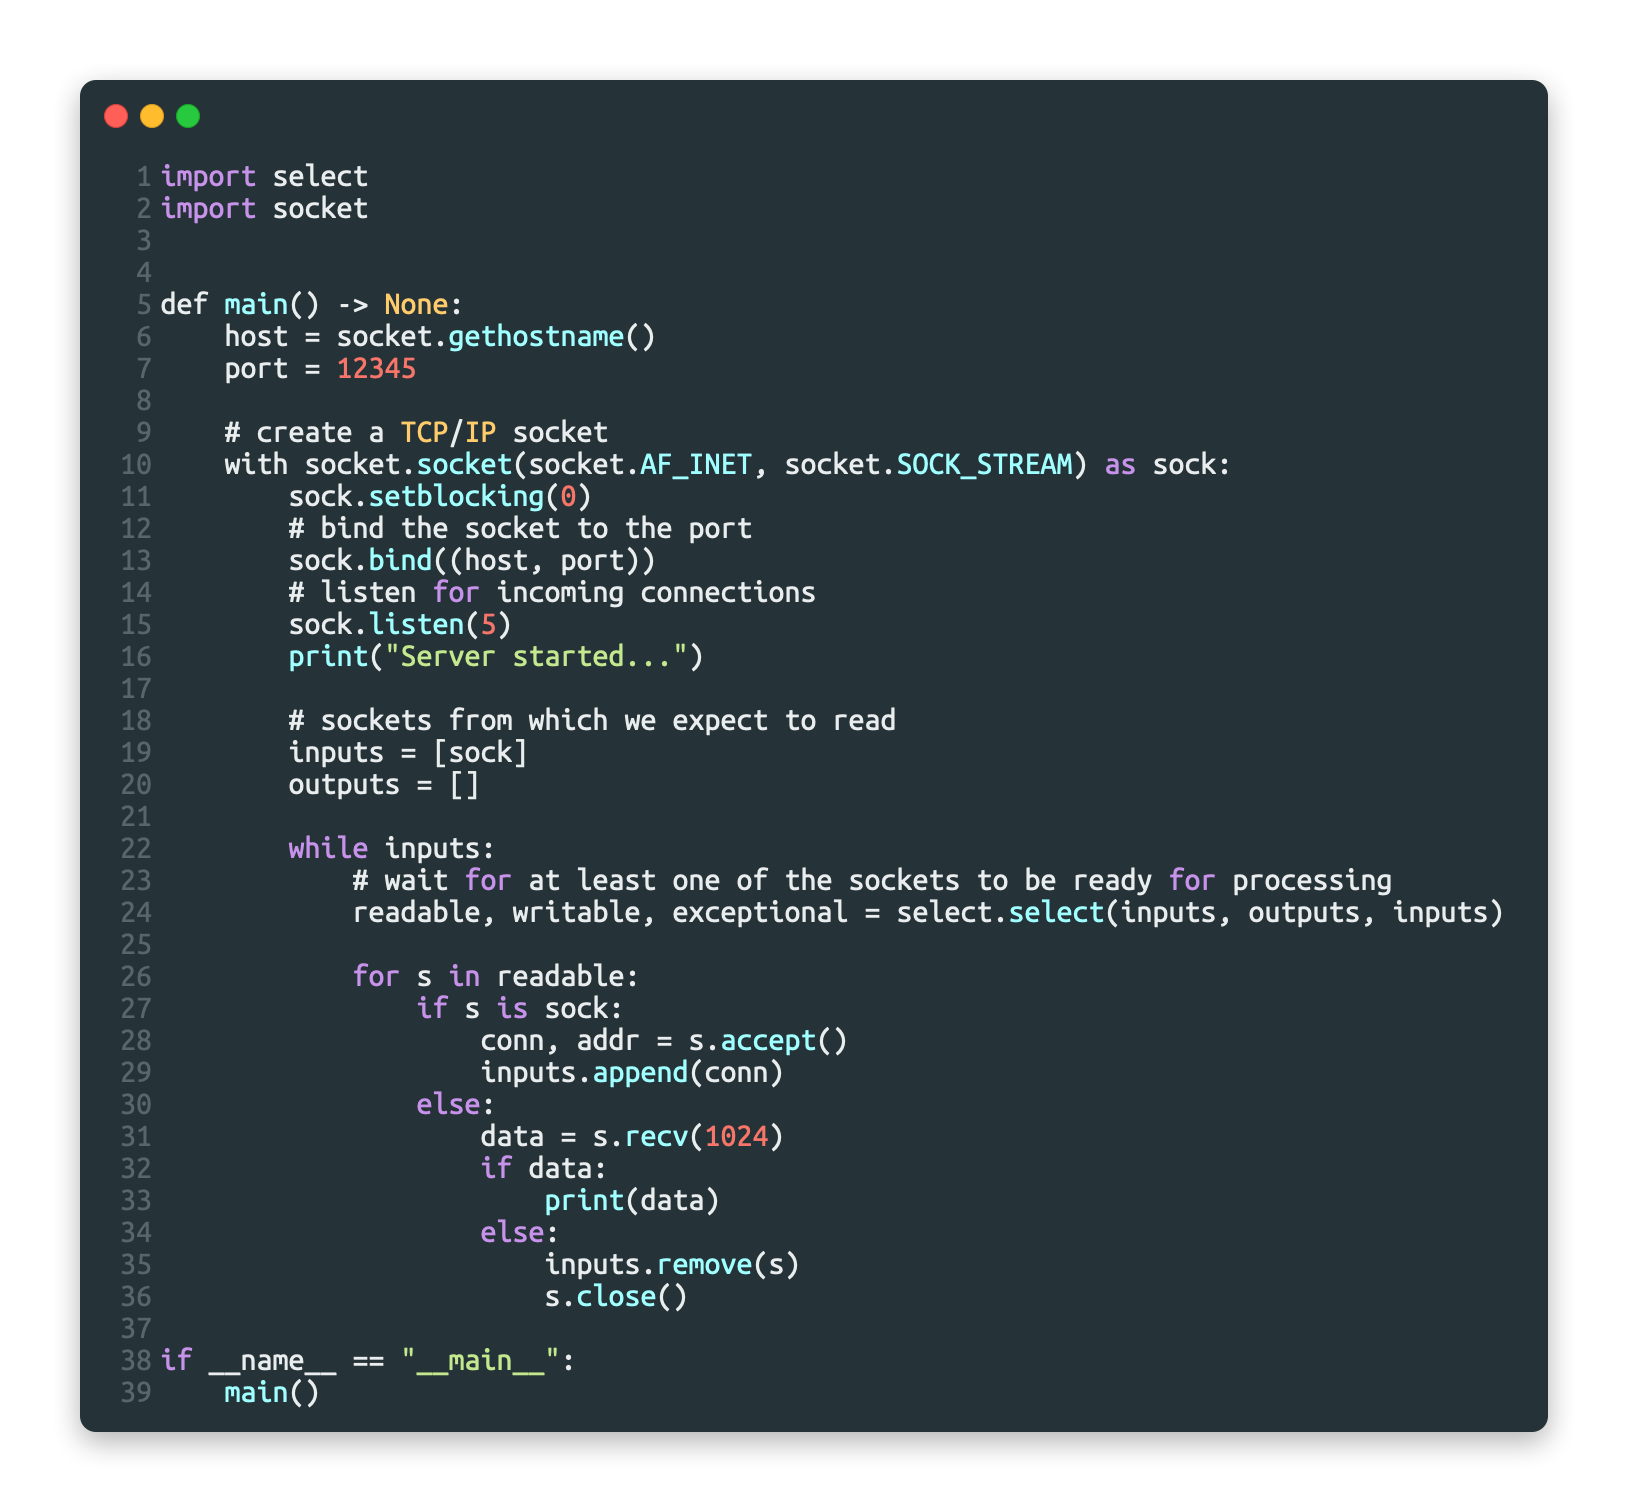 1 import select
2 import socket
3
4
5 def main() -> None:
6     host = socket.gethostname()
7     port = 12345
8
9     # create a TCP/IP socket
10     with socket.socket(socket.AF_INET, socket.SOCK_STREAM) as sock:
11         sock.setblocking(0)
12         # bind the socket to the port
13         sock.bind((host, port))
14         # listen for incoming connections
15         sock.listen(5)
16         print("Server started...")
17
18         # sockets from which we expect to read
19         inputs = [sock]
20         outputs = []
21
22         while inputs:
23             # wait for at least one of the sockets to be ready for processing
24             readable, writable, exceptional = select.select(inputs, outputs, inputs)
25
26             for s in readable:
27                 if s is sock:
28                     conn, addr = s.accept()
29                     inputs.append(conn)
30                 else:
31                     data = s.recv(1024)
32                     if data:
33                         print(data)
34                     else:
35                         inputs.remove(s)
36                         s.close()
37
38 if __name__ == "__main__":
39     main()